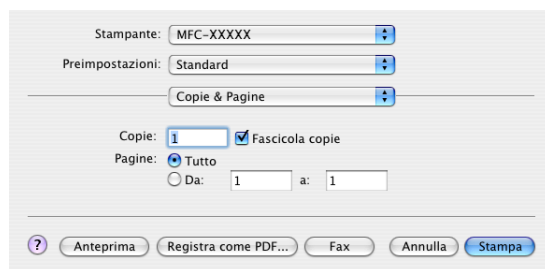 Stampante: MFC-XXXXX
Preimpostazioni: Standard
Copie & Pagine
Copie: 1 Fascicola copie
Pagine: Tutto
Da: 1 a: 1
? Anteprima Registra come PDF... Fax Annulla Stampa